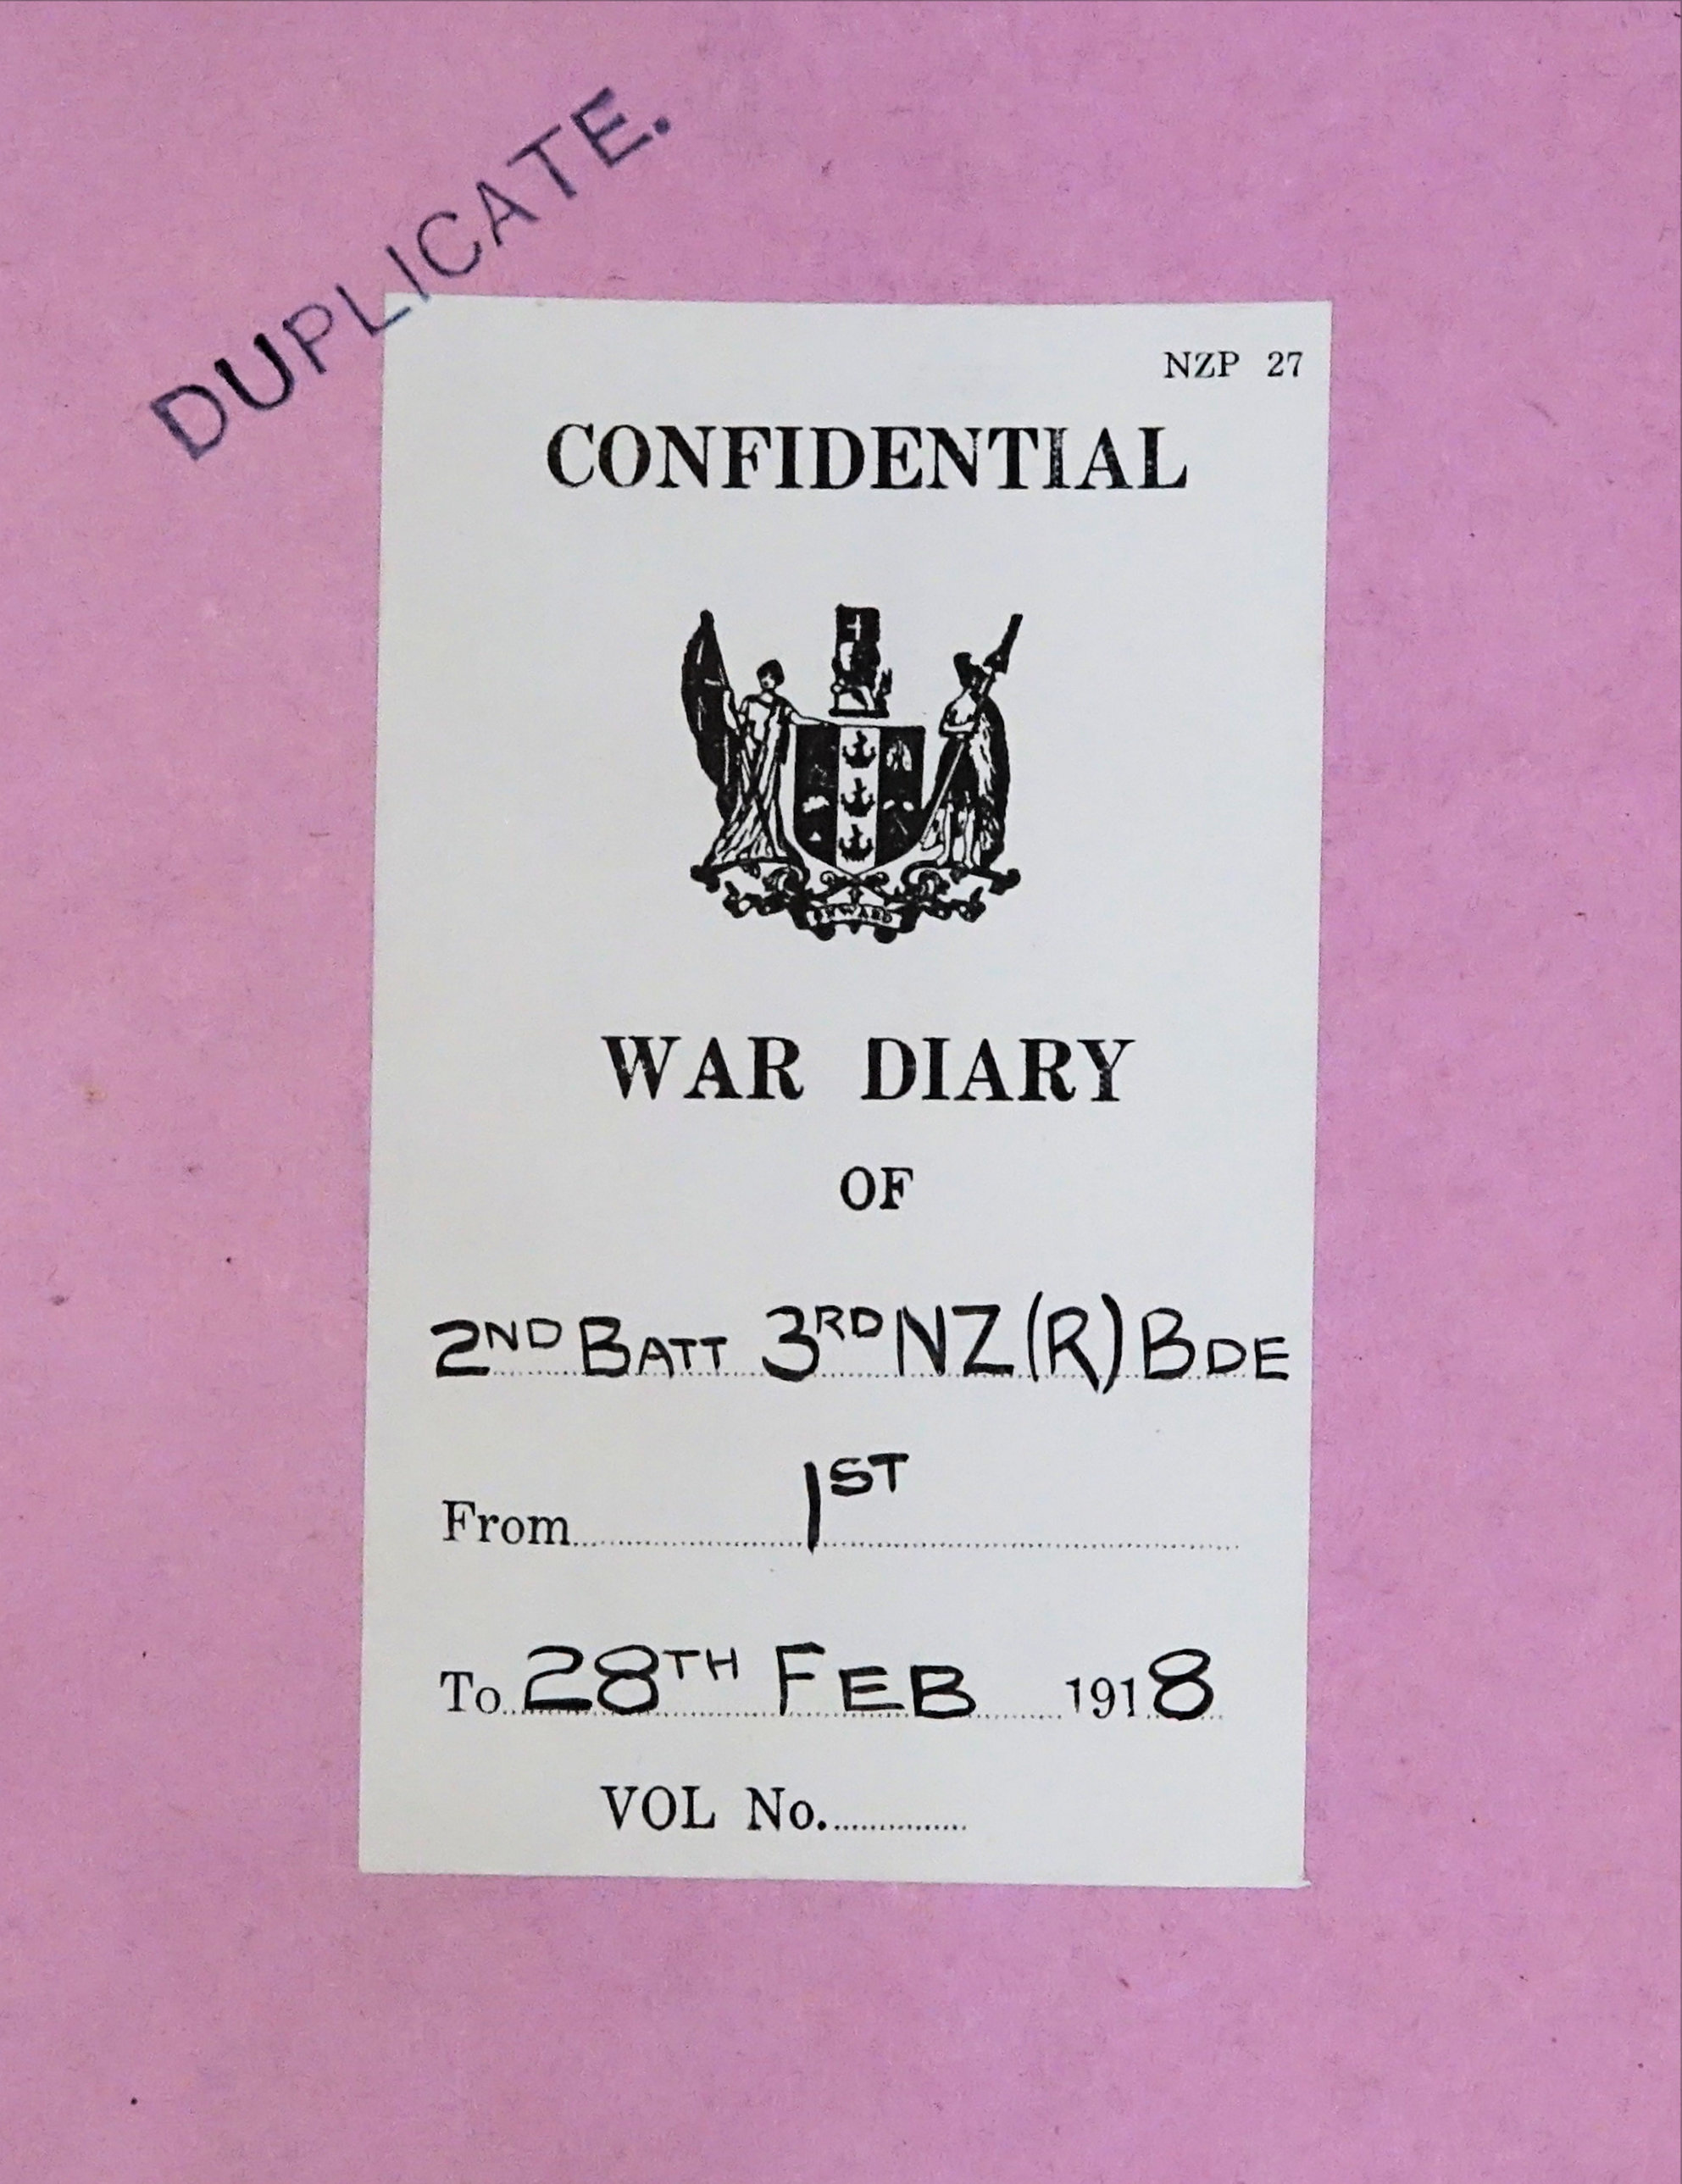 DUPLICATE.
NZP 27
CONFIDENTIAL
ONWARD
WAR DIARY
OF
2ND BATT 3RD NZ (R) BDE
From 1ST
To 28TH FEB 1918
VOL No.